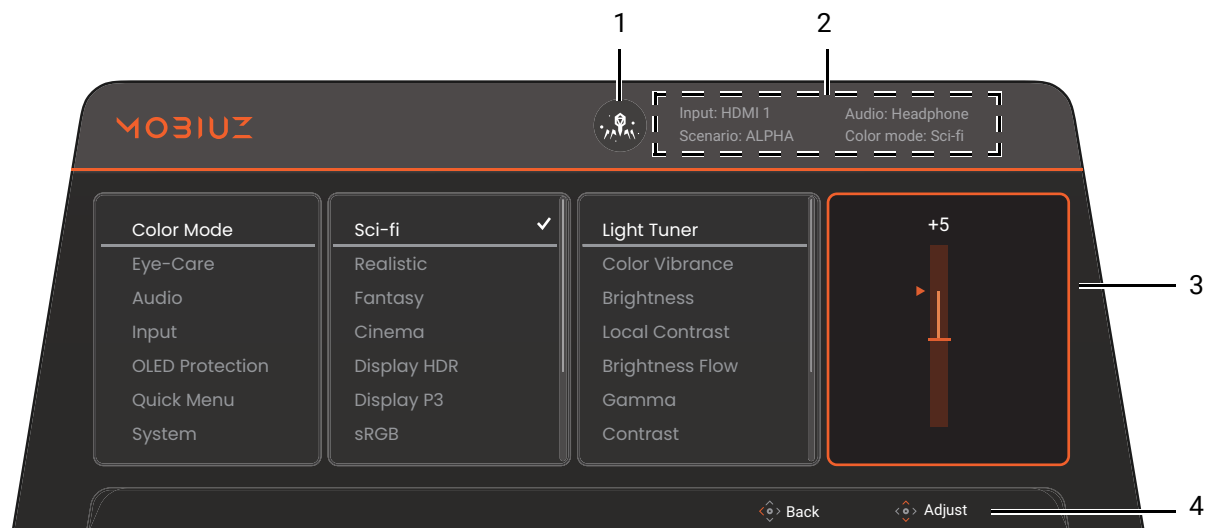 1
2
MOBIUZ
Input: HDMI 1
Audio: Headphone
Scenario: ALPHA
Color mode: Sci-fi
Color Mode
Eye-Care
Audio
Input
OLED Protection
Quick Menu
System
Sci-fi
Realistic
Fantasy
Cinema
Display HDR
Display P3
sRGB
Light Tuner
Color Vibrance
Brightness
Local Contrast
Brightness Flow
Gamma
Contrast
+5
3
Back
Adjust
4